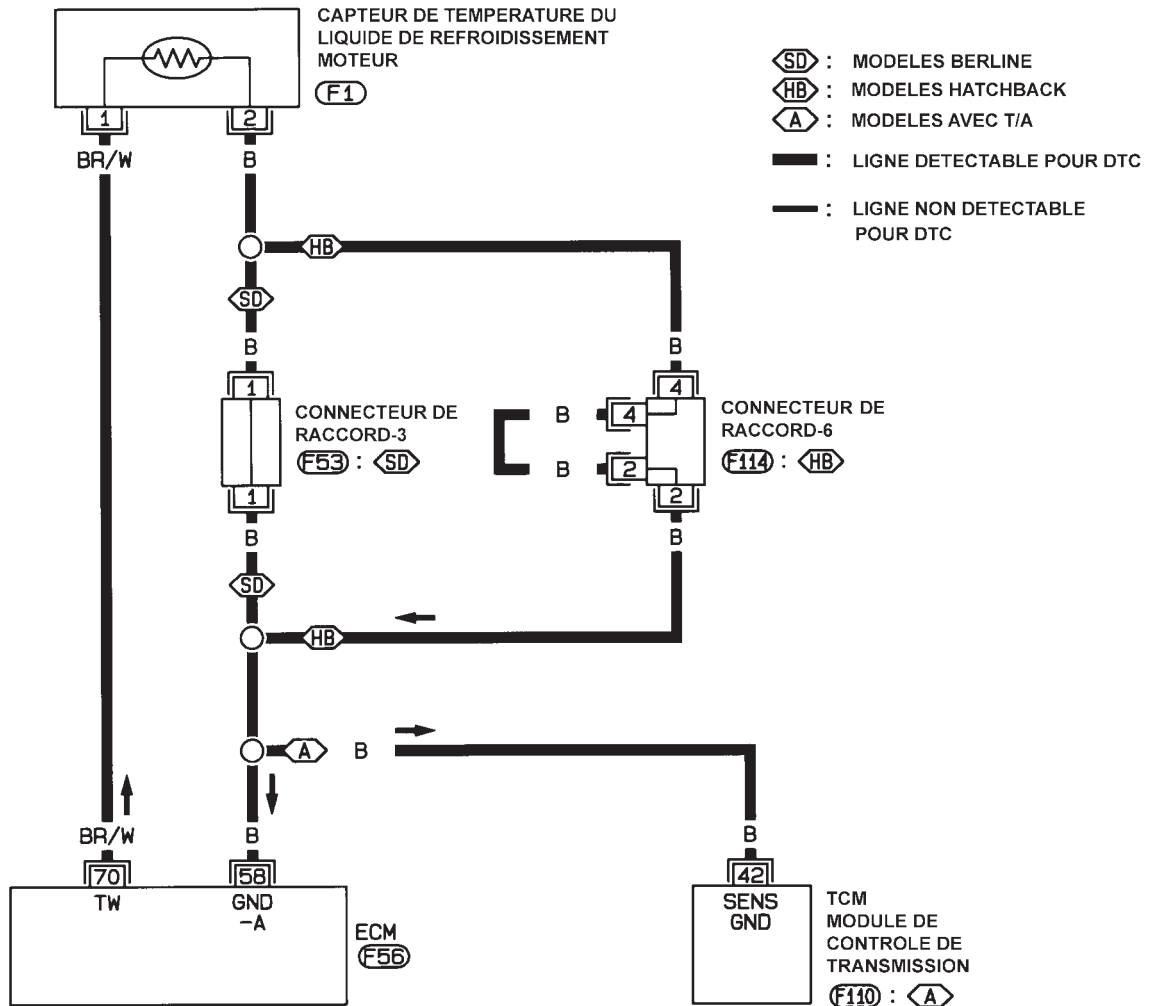 CAPTEUR DE TEMPERATURE DU
LIQUIDE DE REFROIDISSEMENT
MOTEUR
F1
1
2
BR/W
B
SD : MODELES BERLINE
HB : MODELES HATCHBACK
A : MODELES AVEC T/A
: LIGNE DETECTABLE POUR DTC
: LIGNE NON DETECTABLE
POUR DTC
HB
SD
B
B
1
4
CONNECTEUR DE
RACCORD-3
F53 : SD
B
4
B
2
CONNECTEUR DE
RACCORD-6
F114 : HB
1
2
B
B
SD
HB
A
B
BR/W
B
B
70
58
42
TW
GND
-A
ECM
F56
SENS
GND
TCM
MODULE DE
CONTROLE DE
TRANSMISSION
F110 : A